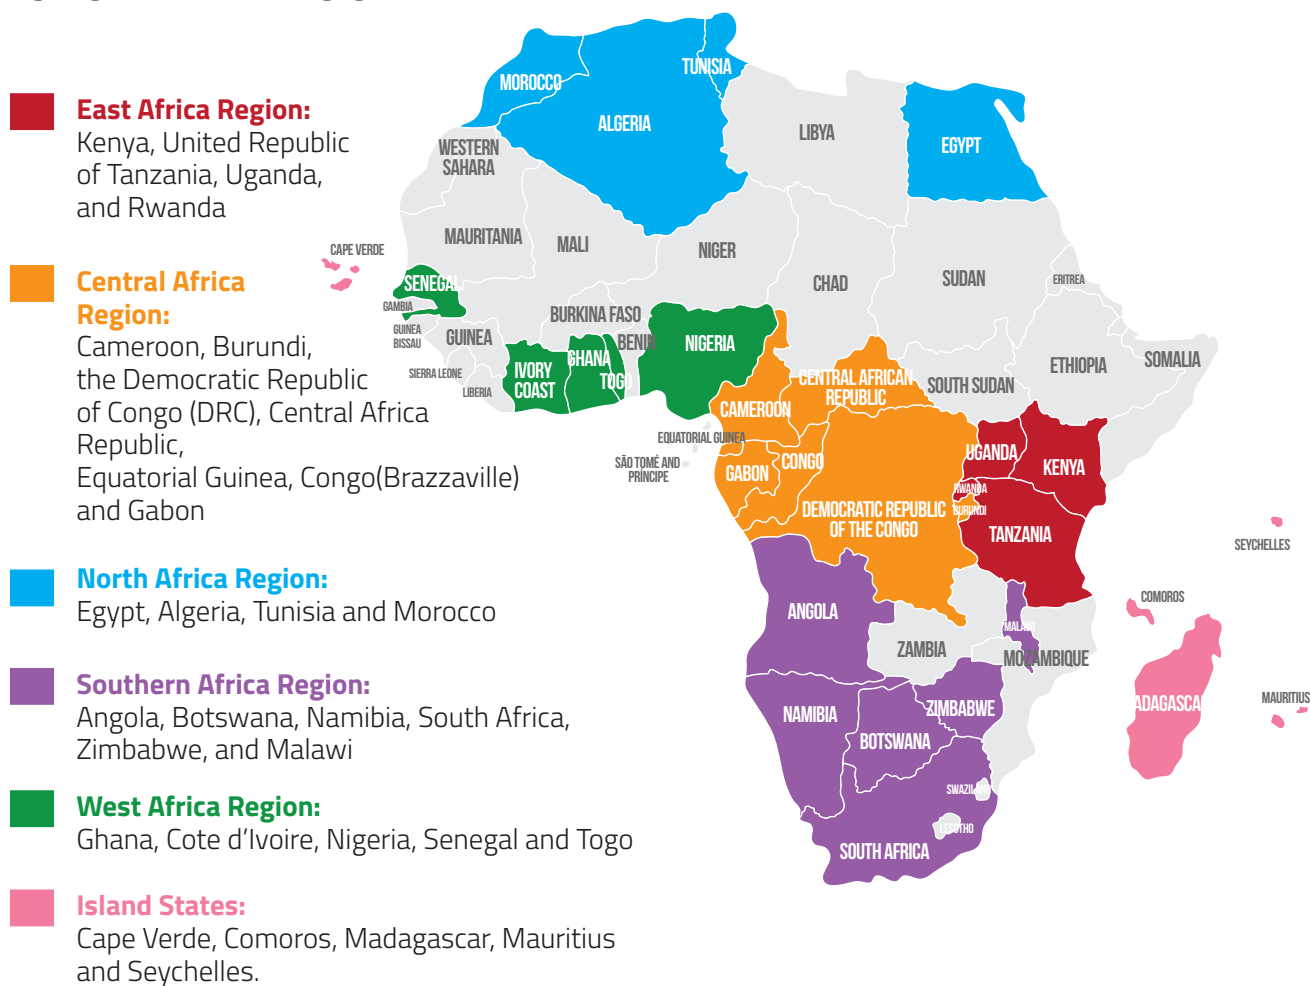 East Africa Region:
Kenya, United Republic
of Tanzania, Uganda,
and Rwanda
Central Africa
Region:
Cameroon, Burundi,
the Democratic Republic
of Congo (DRC), Central Africa
Republic,
Equatorial Guinea, Congo(Brazzaville)
and Gabon
North Africa Region:
Egypt, Algeria, Tunisia and Morocco
Southern Africa Region:
Angola, Botswana, Namibia, South Africa,
Zimbabwe, and Malawi
West Africa Region:
Ghana, Cote d’Ivoire, Nigeria, Senegal and Togo
Island States:
Cape Verde, Comoros, Madagascar, Mauritius
and Seychelles.
MOROCCO
TUNISIA
ALGERIA
LIBYA
EGYPT
WESTERN
SAHARA
MAURITANIA
MALI
NIGER
CHAD
SUDAN
ERITREA
CAPE VERDE
SENEGAL
GAMBIA
GUINEA
BISSAU
GUINEA
SIERRA LEONE
LIBERIA
BURKINA FASO
IVORY
COAST
GHANA
TOGO
BENIN
NIGERIA
CENTRAL AFRICAN
REPUBLIC
SOUTH SUDAN
ETHIOPIA
SOMALIA
CAMEROON
EQUATORIAL GUINEA
SÃO TOMÉ AND
PRÍNCIPE
GABON
CONGO
DEMOCRATIC REPUBLIC
OF THE CONGO
UGANDA
KENYA
RWANDA
BURUNDI
TANZANIA
SEYCHELLES
COMOROS
ANGOLA
ZAMBIA
MALAWI
MOZAMBIQUE
ADAGASCA
MAURITIUS
NAMIBIA
ZIMBABWE
BOTSWANA
SWAZILAND
LESOTHO
SOUTH AFRICA